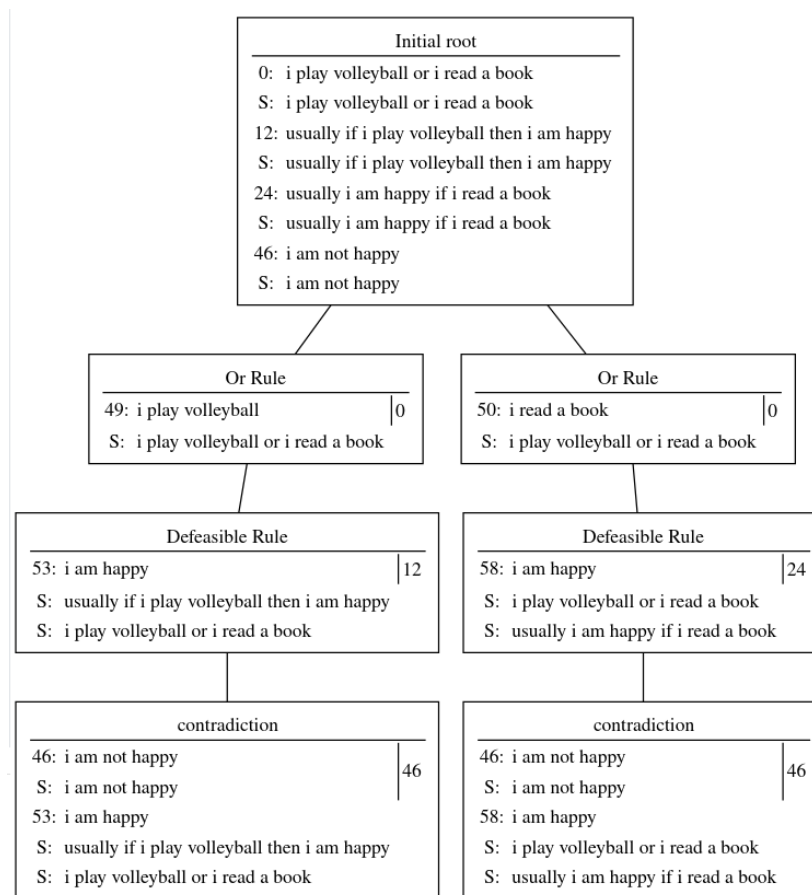 Initial root
0: i play volleyball or i read a book
S: i play volleyball or i read a book
12: usually if i play volleyball then i am happy
S: usually if i play volleyball then i am happy
24: usually i am happy if i read a book
S: usually i am happy if i read a book
46: i am not happy
S: i am not happy
Or Rule
49: i play volleyball 0
S: i play volleyball or i read a book
Or Rule
50: i read a book 0
S: i play volleyball or i read a book
Defeasible Rule
53: i am happy 12
S: usually if i play volleyball then i am happy
S: i play volleyball or i read a book
Defeasible Rule
58: i am happy 24
S: i play volleyball or i read a book
S: usually i am happy if i read a book
contradiction
46: i am not happy
46
S: i am not happy
53: i am happy
S: usually if i play volleyball then i am happy
S: i play volleyball or i read a book
contradiction
46: i am not happy
46
S: i am not happy
58: i am happy
S: i play volleyball or i read a book
S: usually i am happy if i read a book